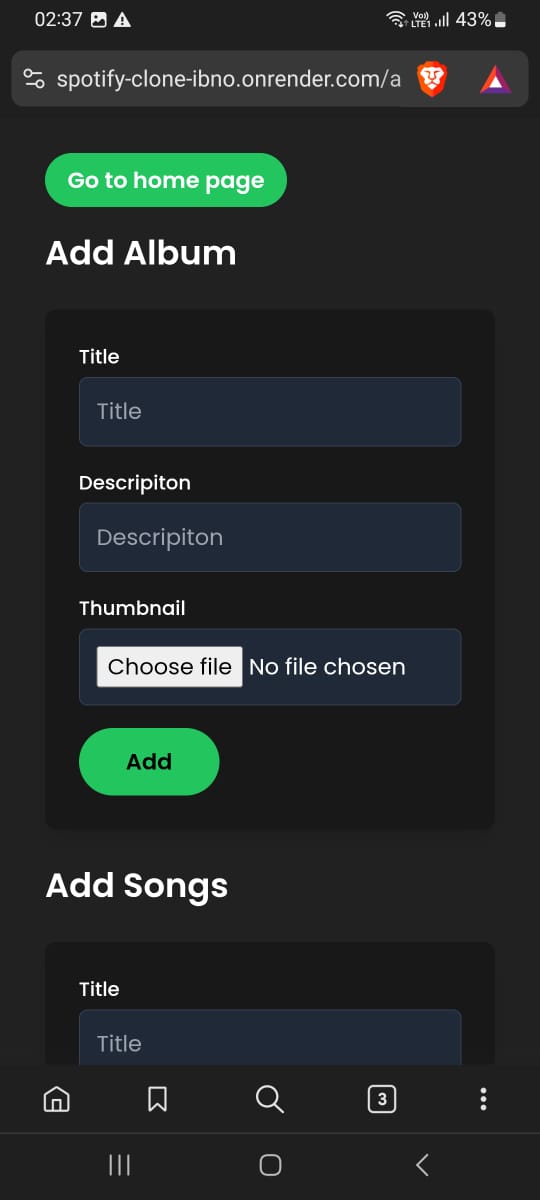 02:37 Vo) LTE1 43%
spotify-clone-ibno.onrender.com/a
Go to home page
Add Album
Title
Title
Descripiton
Descripiton
Thumbnail
Choose file No file chosen
Add
Add Songs
Title
Title
3